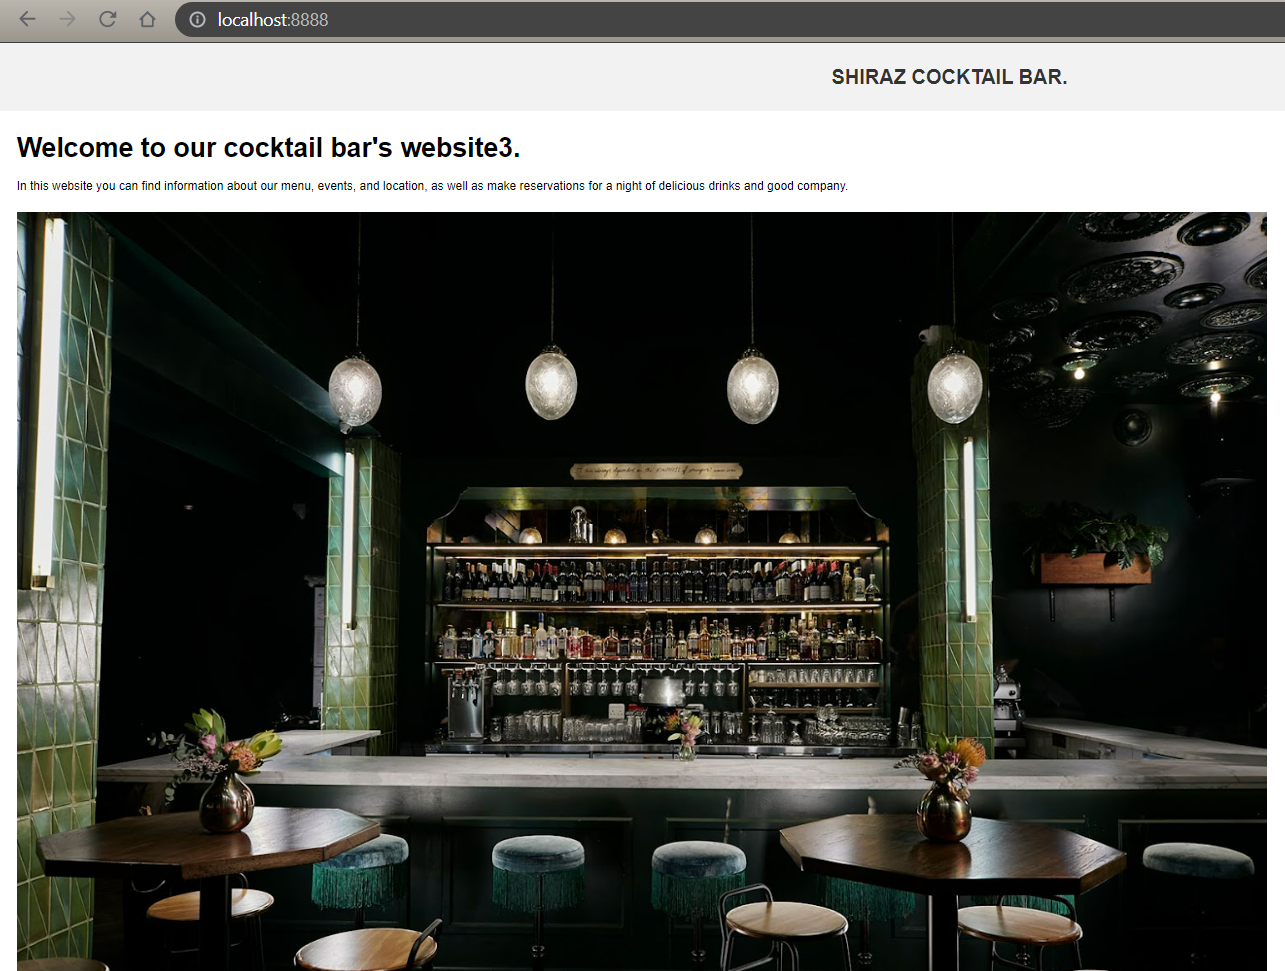 localhost:8888
SHIRAZ COCKTAIL BAR.
Welcome to our cocktail bar's website3.
In this website you can find information about our menu, events, and location, as well as make reservations for a night of delicious drinks and good company.